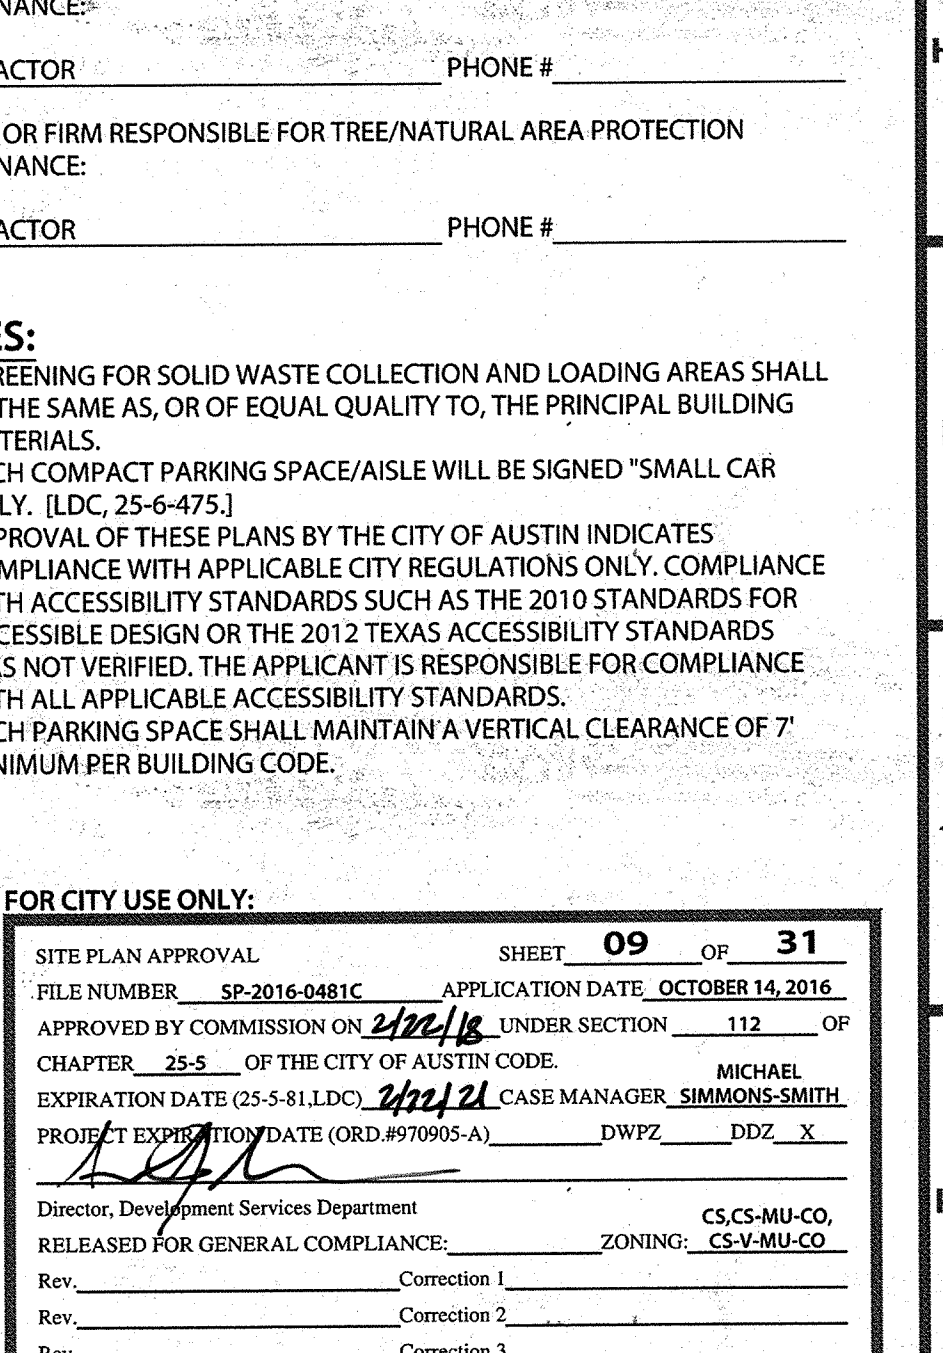 NANCE:
ACTOR PHONE #
OR FIRM RESPONSIBLE FOR TREE/NATURAL AREA PROTECTION
NANCE:
ACTOR PHONE #
ES:
REENING FOR SOLID WASTE COLLECTION AND LOADING AREAS SHALL
THE SAME AS, OR OF EQUAL QUALITY TO, THE PRINCIPAL BUILDING
TERIALS.
CH COMPACT PARKING SPACE/AISLE WILL BE SIGNED "SMALL CAR
LY. [LDC, 25-6-475.]
PROVAL OF THESE PLANS BY THE CITY OF AUSTIN INDICATES
MPLIANCE WITH APPLICABLE CITY REGULATIONS ONLY. COMPLIANCE
TH ACCESSIBILITY STANDARDS SUCH AS THE 2010 STANDARDS FOR
CESSIBLE DESIGN OR THE 2012 TEXAS ACCESSIBILITY STANDARDS
AS NOT VERIFIED. THE APPLICANT IS RESPONSIBLE FOR COMPLIANCE
TH ALL APPLICABLE ACCESSIBILITY STANDARDS.
CH PARKING SPACE SHALL MAINTAIN A VERTICAL CLEARANCE OF 7'
NIMUM PER BUILDING CODE.
FOR CITY USE ONLY:
SITE PLAN APPROVAL SHEET 09 OF 31
FILE NUMBER SP-2016-0481C APPLICATION DATE OCTOBER 14, 2016
APPROVED BY COMMISSION ON 2/22/18 UNDER SECTION 112 OF
CHAPTER 25-5 OF THE CITY OF AUSTIN CODE.
EXPIRATION DATE (25-5-81,LDC) 2/22/21 CASE MANAGER MICHAEL SIMMONS-SMITH
PROJECT EXPIRATION DATE (ORD.#970905-A) DWPZ DDZ X
Director, Development Services Department
RELEASED FOR GENERAL COMPLIANCE: ZONING: CS,CS-MU-CO, CS-V-MU-CO
Rev. Correction 1
Rev. Correction 2
Rev. Correction 3